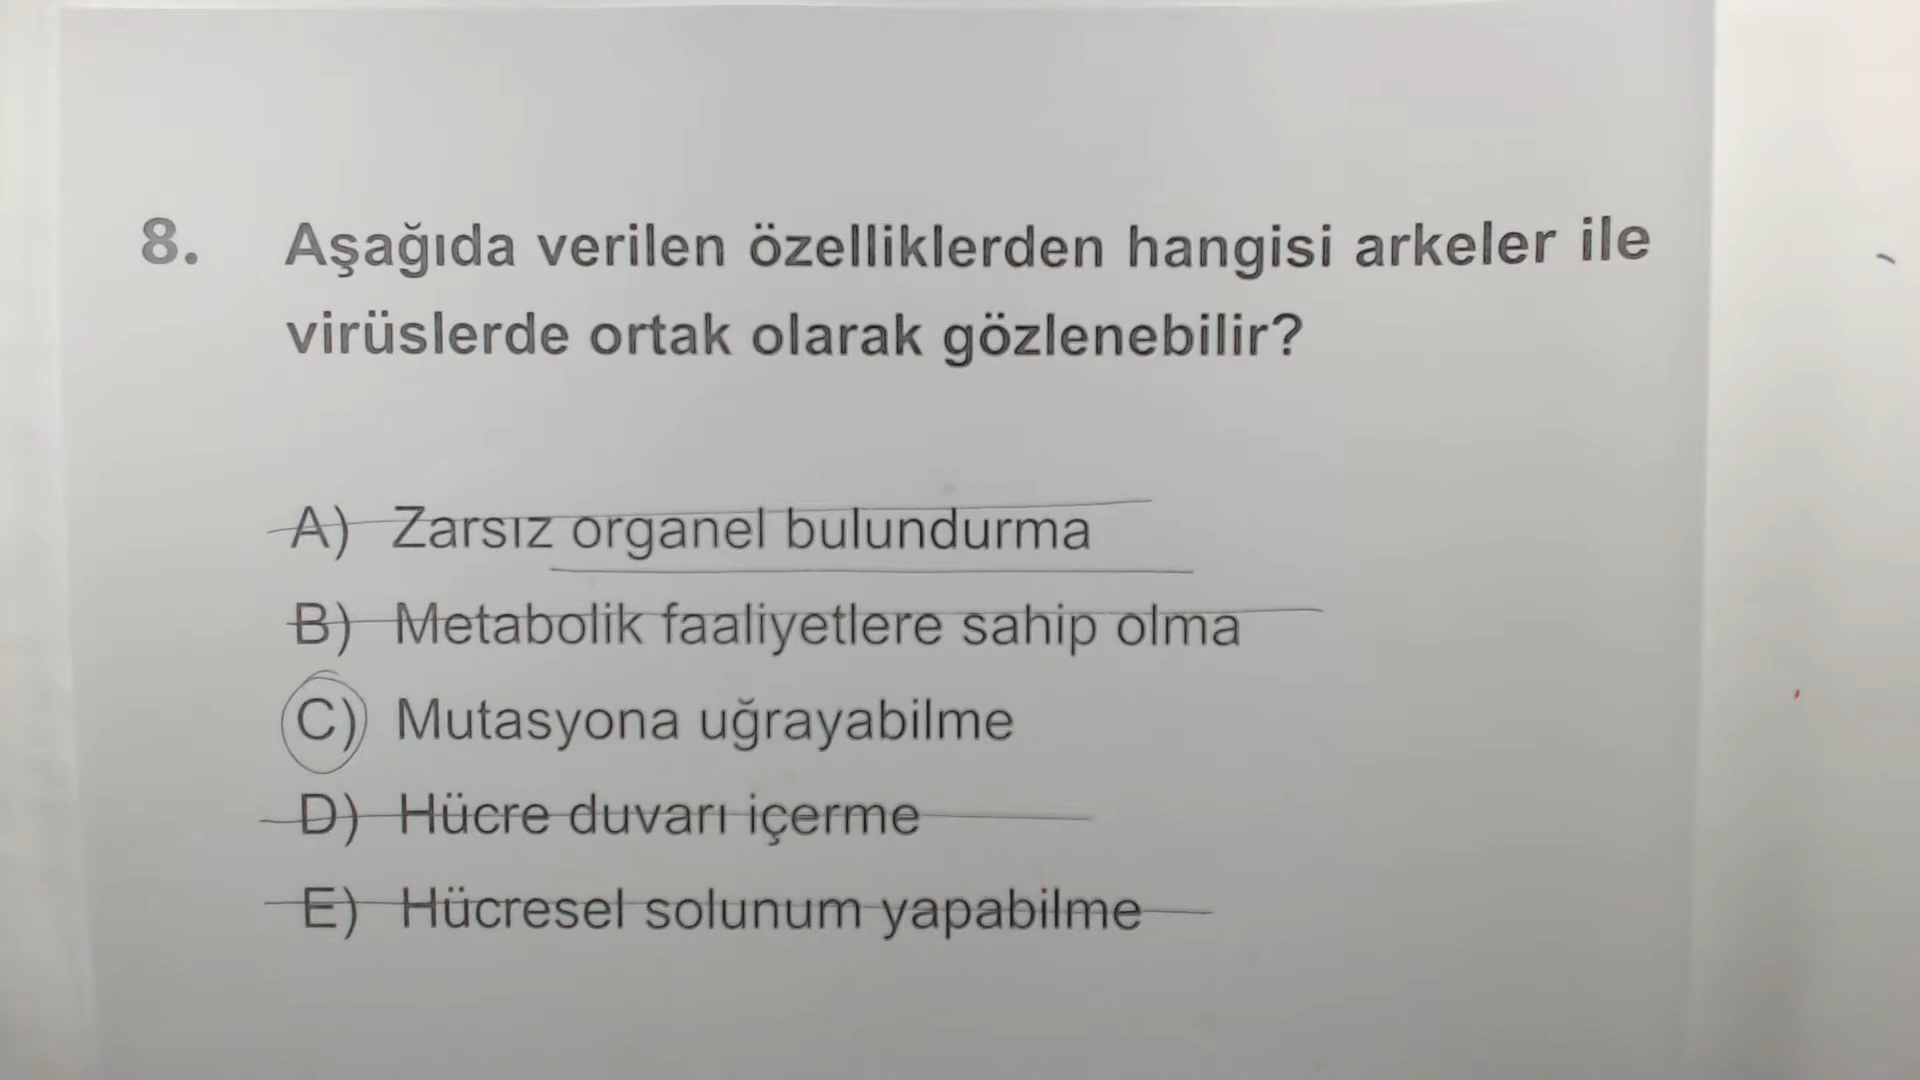 8. Aşağıda verilen özelliklerden hangisi arkeler ile
virüslerde ortak olarak gözlenebilir?
A) Zarsız organel bulundurma
B) Metabolik faaliyetlere sahip olma
C) Mutasyona uğrayabilme
D) Hücre duvarı içerme
E) Hücresel solunum yapabilme